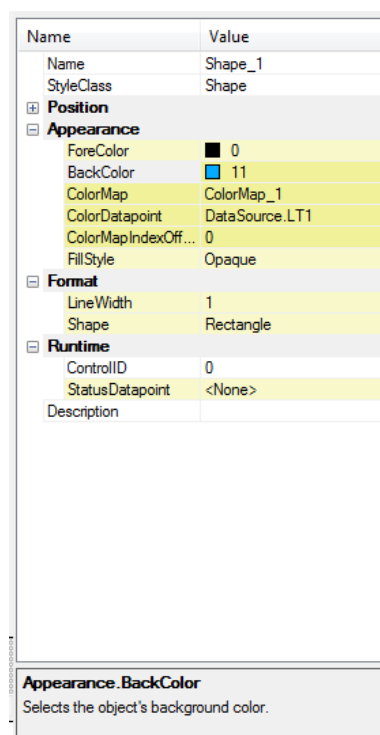 Name Value
Name Shape_1
StyleClass Shape
Position
Appearance
ForeColor 0
BackColor 11
ColorMap ColorMap_1
ColorDatapoint DataSource.LT1
ColorMapIndexOff... 0
FillStyle Opaque
Format
LineWidth 1
Shape Rectangle
Runtime
ControlID 0
StatusDatapoint <None>
Description
Appearance.BackColor
Selects the object's background color.